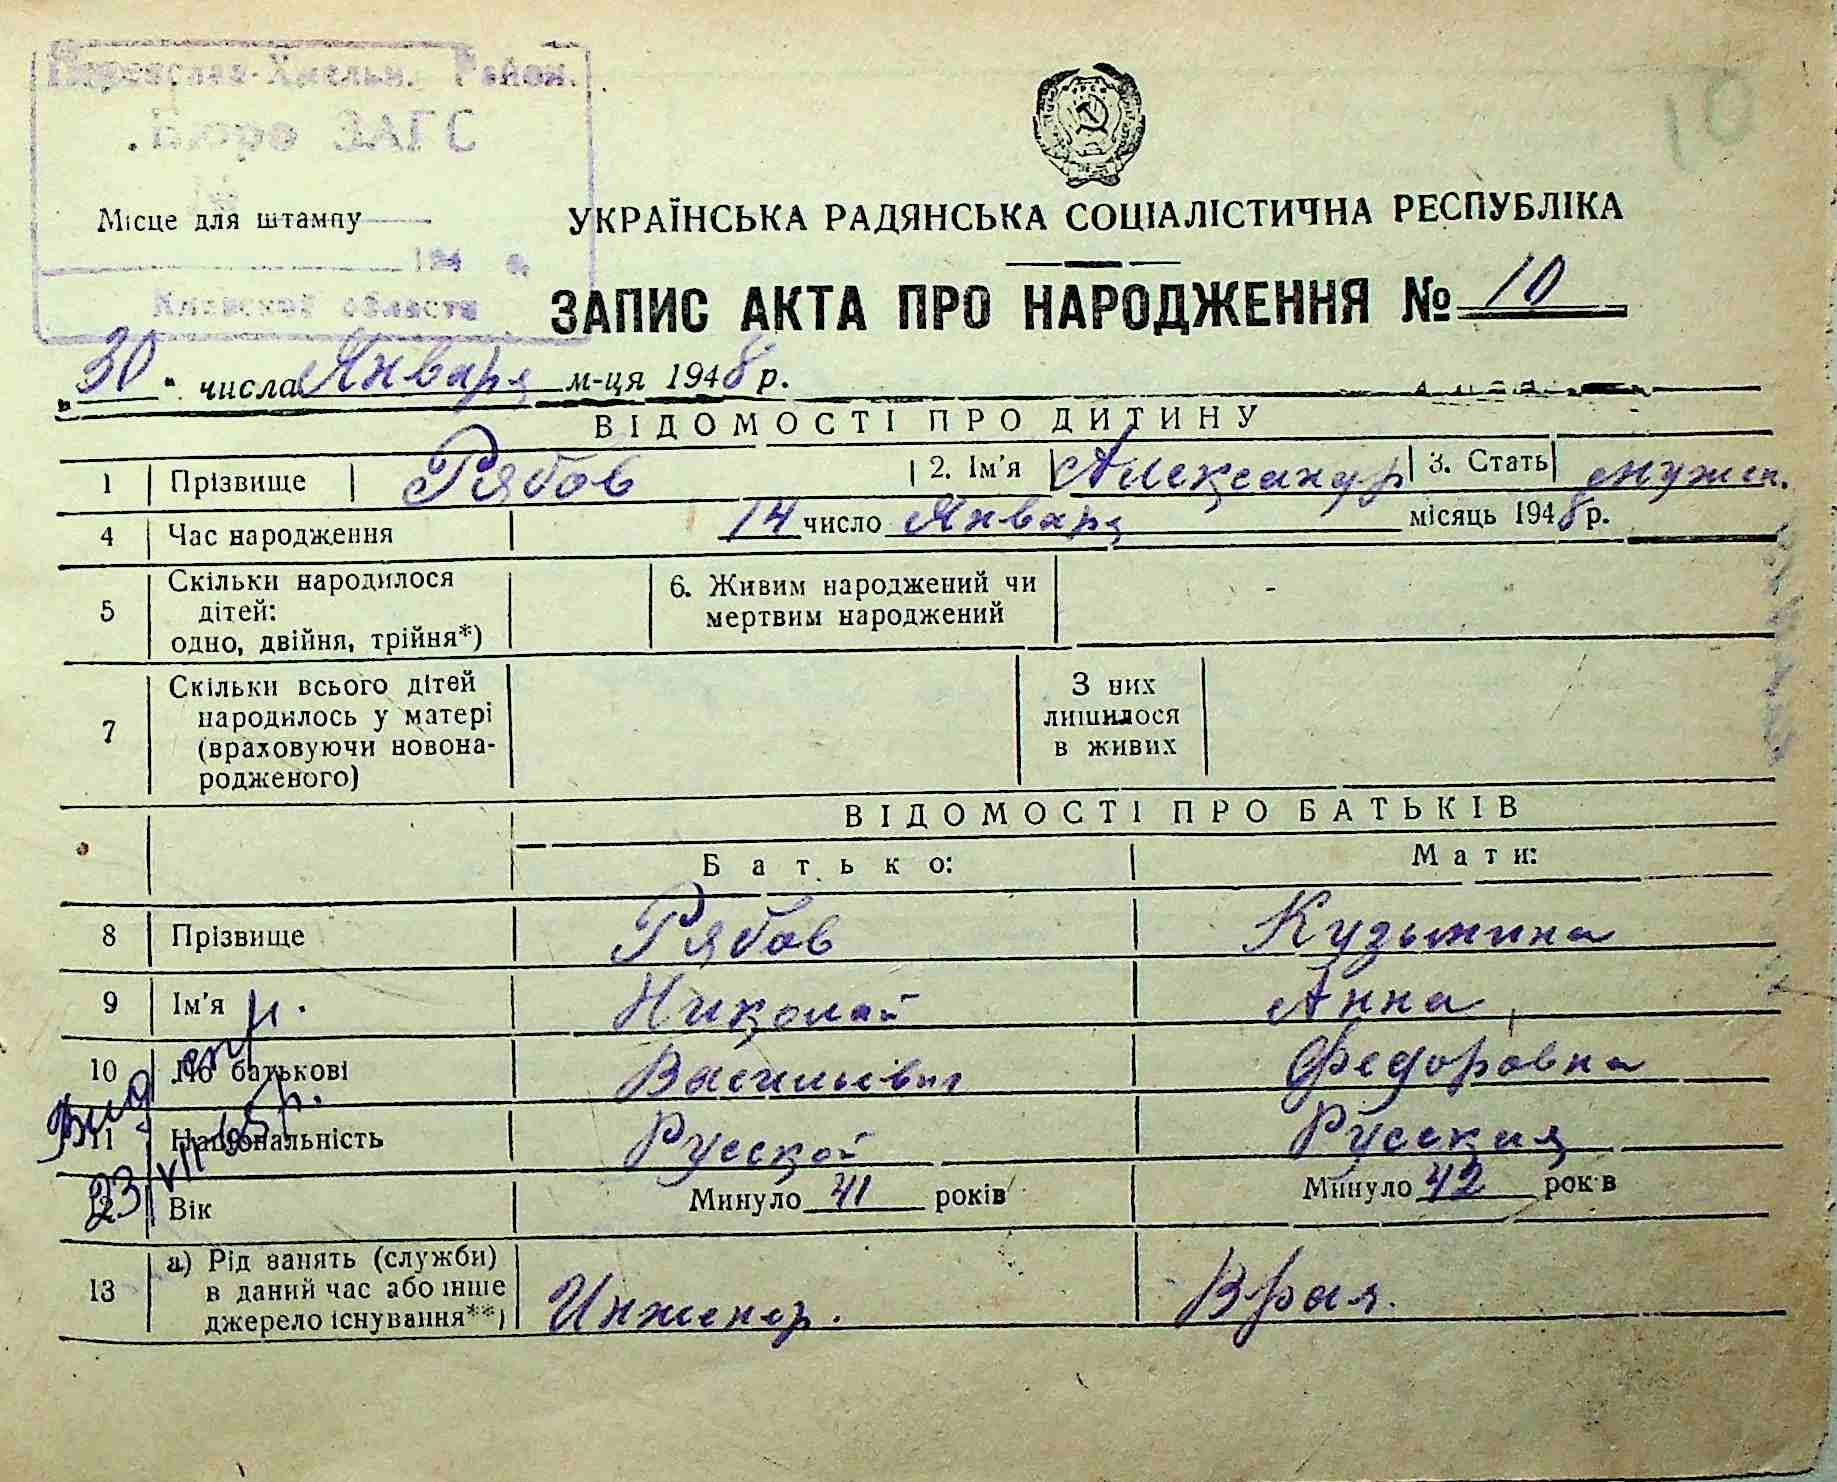 Переяслав-Хмельн. Район.
Бюро ЗАГС
Місце для штампу
194 г.
Киевской области
10
УКРАЇНСЬКА РАДЯНСЬКА СОЦІАЛІСТИЧНА РЕСПУБЛІКА
ЗАПИС АКТА ПРО НАРОДЖЕННЯ № 10
„30" числа Января м-ця 1948 р.
ВІДОМОСТІ ПРО ДИТИНУ
1 Прізвище Рябов 2. Ім'я Александр 3. Стать мужск.
4 Час народження 14 число Января місяць 1948 р.
5 Скільки народилося дітей: одно, двійня, трійня*) 6. Живим народжений чи мертвим народжений -
7 Скільки всього дітей народилось у матері (враховуючи новонародженого) З них лишилося в живих
ВІДОМОСТІ ПРО БАТЬКІВ
Батько: Мати:
8 Прізвище Рябов Кузьмина
9 Ім'я Николай Анна
10 По батькові Васильевич Федоровна
11 Національність Русской Русская
12 Вік Минуло 41 років Минуло 42 років
13 а) Рід занять (служби) в даний час або інше джерело існування**) Инженер. Врач.
23/VII 65 р.